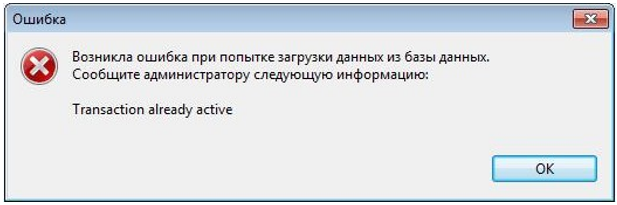 Ошибка
Возникла ошибка при попытке загрузки данных из базы данных.
Сообщите администратору следующую информацию:
Transaction already active
OK